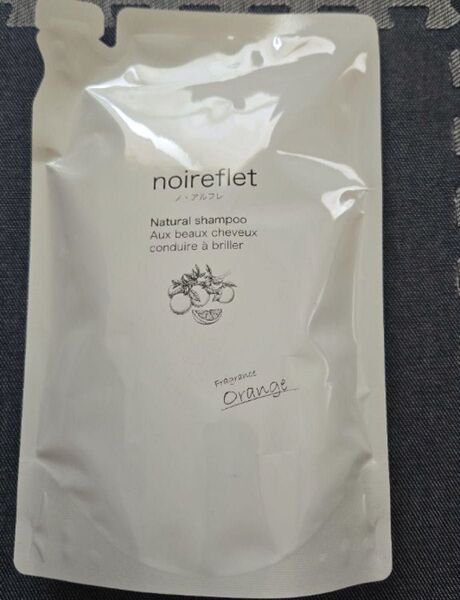 noireflet
ノ・アルフレ
Natural shampoo
Aux beaux cheveux
conduire à briller
Fragrance
Orange